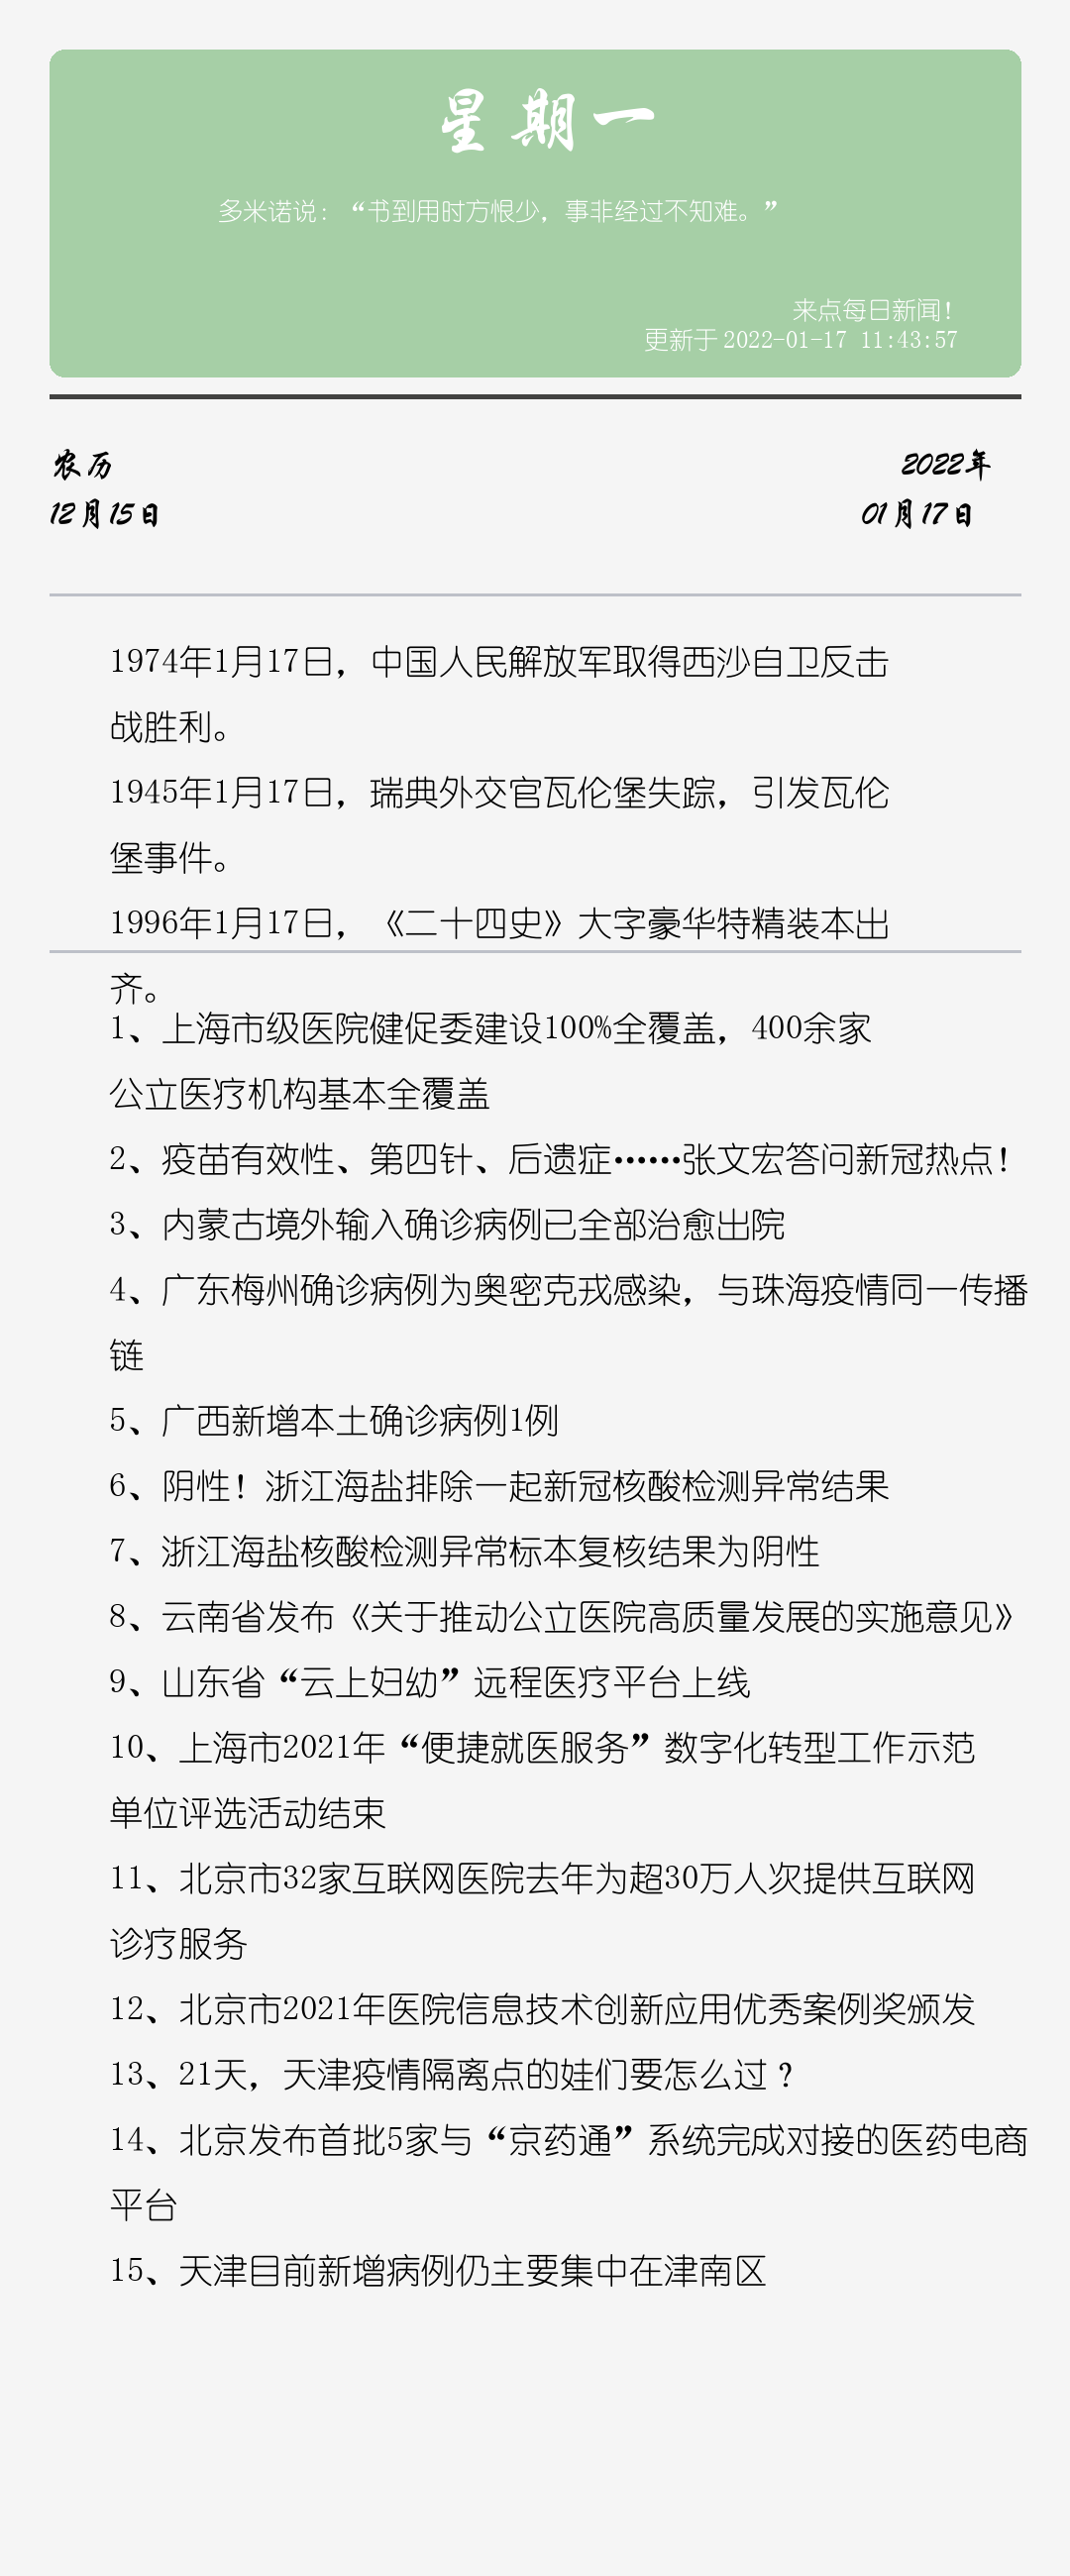 星期一
多米诺说：“书到用时方恨少，事非经过不知难。”
来点每日新闻！
更新于 2022-01-17 11:43:57
农历
12月15日
2022年
01月17日
1974年1月17日，中国人民解放军取得西沙自卫反击
战胜利。
1945年1月17日，瑞典外交官瓦伦堡失踪，引发瓦伦
堡事件。
1996年1月17日，《二十四史》大字豪华特精装本出
齐。
1、上海市级医院健促委建设100%全覆盖，400余家
公立医疗机构基本全覆盖
2、疫苗有效性、第四针、后遗症……张文宏答问新冠热点！
3、内蒙古境外输入确诊病例已全部治愈出院
4、广东梅州确诊病例为奥密克戎感染，与珠海疫情同一传播
链
5、广西新增本土确诊病例1例
6、阴性！浙江海盐排除一起新冠核酸检测异常结果
7、浙江海盐核酸检测异常标本复核结果为阴性
8、云南省发布《关于推动公立医院高质量发展的实施意见》
9、山东省“云上妇幼”远程医疗平台上线
10、上海市2021年“便捷就医服务”数字化转型工作示范
单位评选活动结束
11、北京市32家互联网医院去年为超30万人次提供互联网
诊疗服务
12、北京市2021年医院信息技术创新应用优秀案例奖颁发
13、21天，天津疫情隔离点的娃们要怎么过？
14、北京发布首批5家与“京药通”系统完成对接的医药电商
平台
15、天津目前新增病例仍主要集中在津南区